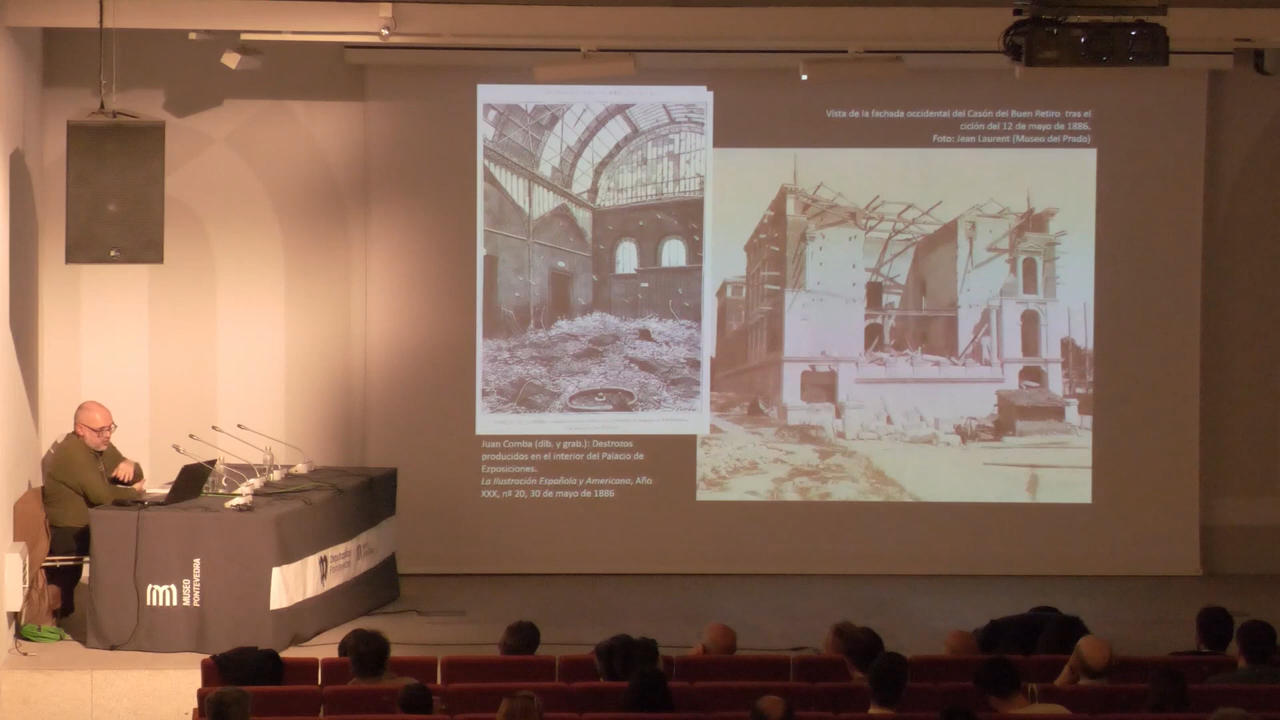 Vista de la fachada occidental del Casón del Buen Retiro tras el
ciclón del 12 de mayo de 1886.
Foto: Jean Laurent (Museo del Prado)
Juan Comba (dib. y grab.): Destrozos
producidos en el interior del Palacio de
Exposiciones.
La Ilustración Española y Americana, Año
XXX, nº 20, 30 de mayo de 1886
MUSEO
PONTEVEDRA